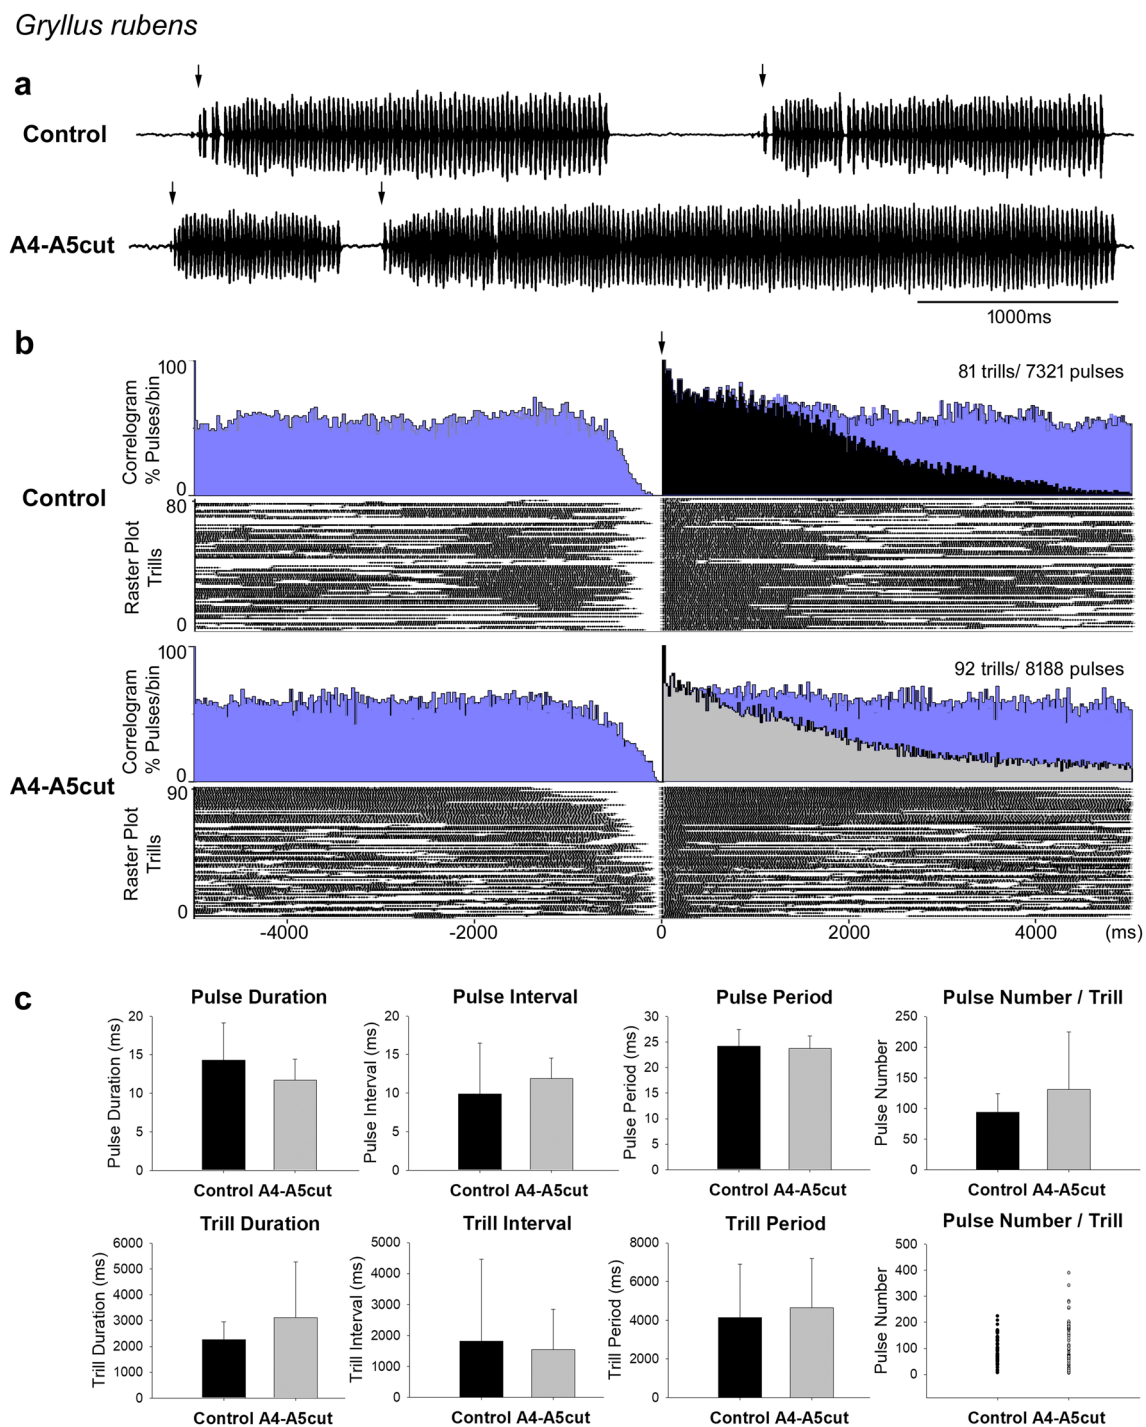 Gryllus rubens
a
Control
A4-A5cut
1000ms
b
Control
Correlogram
% Pulses/bin
100
0
81 trills/ 7321 pulses
Raster Plot
Trills
80
0
A4-A5cut
Correlogram
% Pulses/bin
100
0
92 trills/ 8188 pulses
Raster Plot
Trills
90
0
-4000 -2000 0 2000 4000 (ms)
c
Pulse Duration
Pulse Duration (ms)
20
15
10
5
0
Control A4-A5cut
Pulse Interval
Pulse Interval (ms)
20
15
10
5
0
Control A4-A5cut
Pulse Period
Pulse Period (ms)
30
25
20
15
10
5
0
Control A4-A5cut
Pulse Number / Trill
Pulse Number
250
200
150
100
50
0
Control A4-A5cut
Trill Duration
Trill Duration (ms)
6000
5000
4000
3000
2000
1000
0
Control A4-A5cut
Trill Interval
Trill Interval (ms)
5000
4000
3000
2000
1000
0
Control A4-A5cut
Trill Period
Trill Period (ms)
8000
6000
4000
2000
0
Control A4-A5cut
Pulse Number / Trill
Pulse Number
500
400
300
200
100
0
Control A4-A5cut